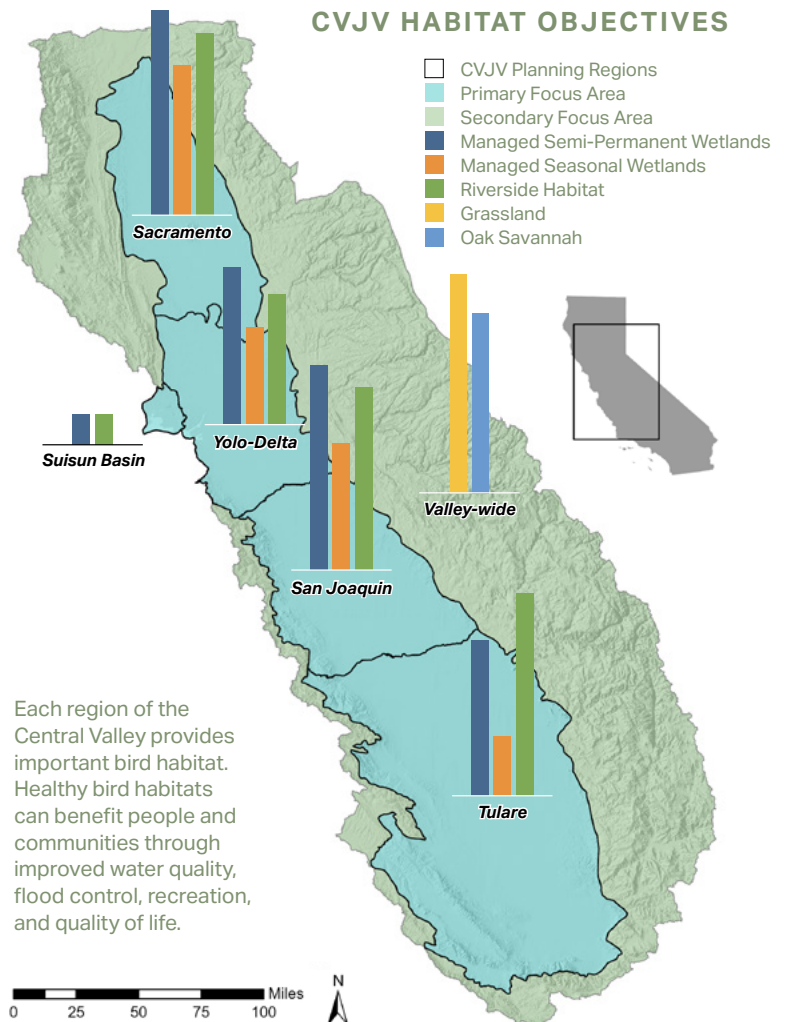 CVJV HABITAT OBJECTIVES
CVJV Planning Regions
Primary Focus Area
Secondary Focus Area
Managed Semi-Permanent Wetlands
Managed Seasonal Wetlands
Riverside Habitat
Grassland
Oak Savannah
Sacramento
Yolo-Delta
Suisun Basin
Valley-wide
San Joaquin
Tulare
Each region of the
Central Valley provides
important bird habitat.
Healthy bird habitats
can benefit people and
communities through
improved water quality,
flood control, recreation,
and quality of life.
Miles
0 25 50 75 100
N